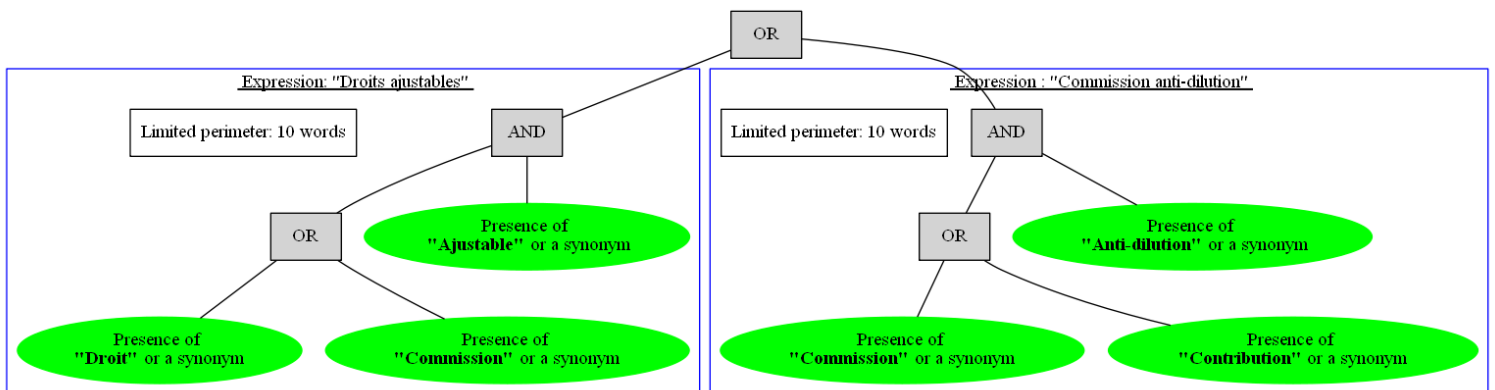 OR
Expression: "Droits ajustables"
Limited perimeter: 10 words
AND
OR
Presence of
"Ajustable" or a synonym
Presence of
"Droit" or a synonym
Presence of
"Commission" or a synonym
Expression : "Commission anti-dilution"
Limited perimeter: 10 words
AND
OR
Presence of
"Anti-dilution" or a synonym
Presence of
"Commission" or a synonym
Presence of
"Contribution" or a synonym